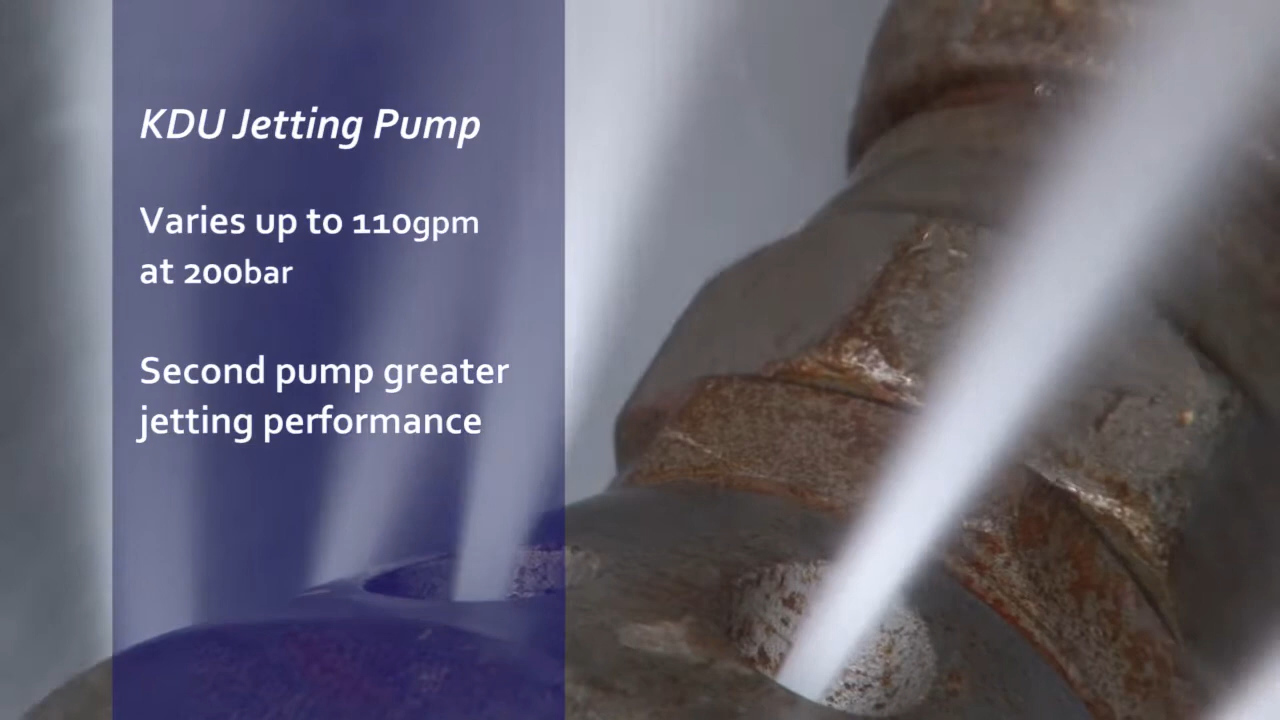 KDU Jetting Pump
Varies up to 110gpm
at 200bar
Second pump greater
jetting performance